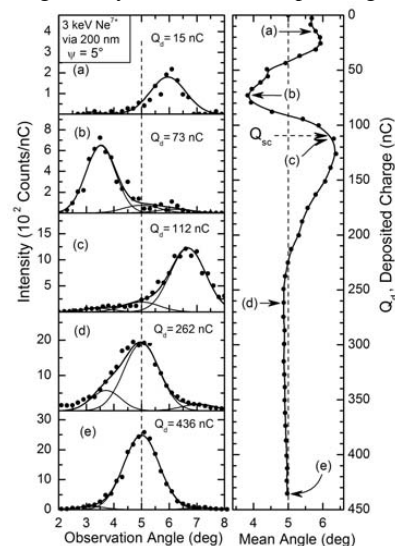 3 keV Ne7+
via 200 nm
ψ = 5°
Qd = 15 nC
(a)
4
3
2
1
0
(b)
Qd = 73 nC
8
6
4
2
0
(c)
Qd = 112 nC
15
10
5
0
(d)
Qd = 262 nC
20
10
0
(e)
Qd = 436 nC
30
20
10
0
Intensity (10² Counts/nC)
2 3 4 5 6 7 8
Observation Angle (deg)
(a)
(b)
Qsc
(c)
(d)
(e)
0
50
100
150
200
250
300
350
400
450
Qd, Deposited Charge (nC)
4 5 6
Mean Angle (deg)